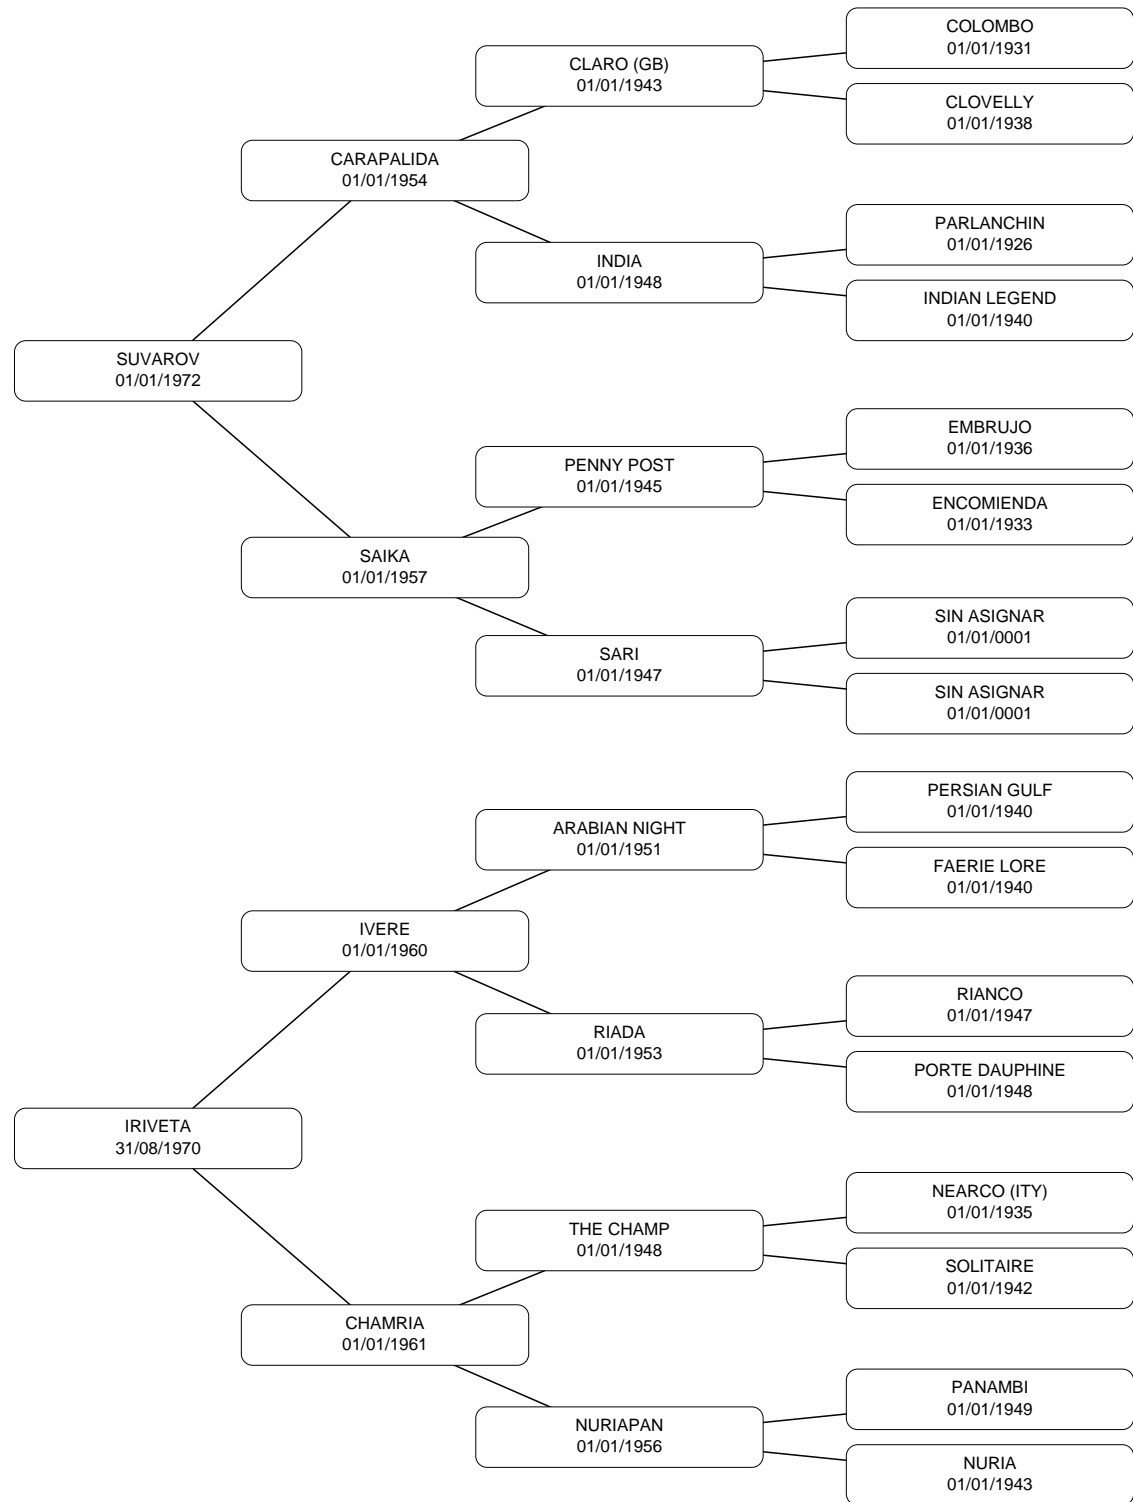 COLOMBO
01/01/1931
CLARO (GB)
01/01/1943
CLOVELLY
01/01/1938
CARAPALIDA
01/01/1954
PARLANCHIN
01/01/1926
INDIA
01/01/1948
INDIAN LEGEND
01/01/1940
SUVAROV
01/01/1972
EMBRUJO
01/01/1936
PENNY POST
01/01/1945
ENCOMIENDA
01/01/1933
SAIKA
01/01/1957
SIN ASIGNAR
01/01/0001
SARI
01/01/1947
SIN ASIGNAR
01/01/0001
PERSIAN GULF
01/01/1940
ARABIAN NIGHT
01/01/1951
FAERIE LORE
01/01/1940
IVERE
01/01/1960
RIANCO
01/01/1947
RIADA
01/01/1953
PORTE DAUPHINE
01/01/1948
IRIVETA
31/08/1970
NEARCO (ITY)
01/01/1935
THE CHAMP
01/01/1948
SOLITAIRE
01/01/1942
CHAMRIA
01/01/1961
PANAMBI
01/01/1949
NURIAPAN
01/01/1956
NURIA
01/01/1943